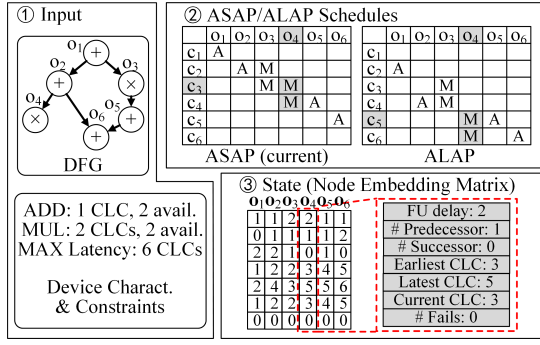 ① Input
o₁
+
o₂
+
o₃
×
o₄
×
o₅
+
o₆
+
DFG
ADD: 1 CLC, 2 avail.
MUL: 2 CLCs, 2 avail.
MAX Latency: 6 CLCs
Device Charact.
& Constraints
② ASAP/ALAP Schedules
o₁ o₂ o₃ o₄ o₅ o₆
c₁ A
c₂ A M
c₃ M M
c₄ M A
c₅ A
c₆
ASAP (current)
o₁ o₂ o₃ o₄ o₅ o₆
c₁
c₂ A
c₃ M
c₄ A M
c₅ M A
c₆ M A
ALAP
③ State (Node Embedding Matrix)
o₁ o₂ o₃ o₄ o₅ o₆
1 1 2 2 1 1
0 1 1 1 1 2
2 2 1 0 1 0
1 2 2 3 4 5
2 4 3 5 5 6
1 2 2 3 4 5
0 0 0 0 0 0
FU delay: 2
# Predecessor: 1
# Successor: 0
Earliest CLC: 3
Latest CLC: 5
Current CLC: 3
# Fails: 0